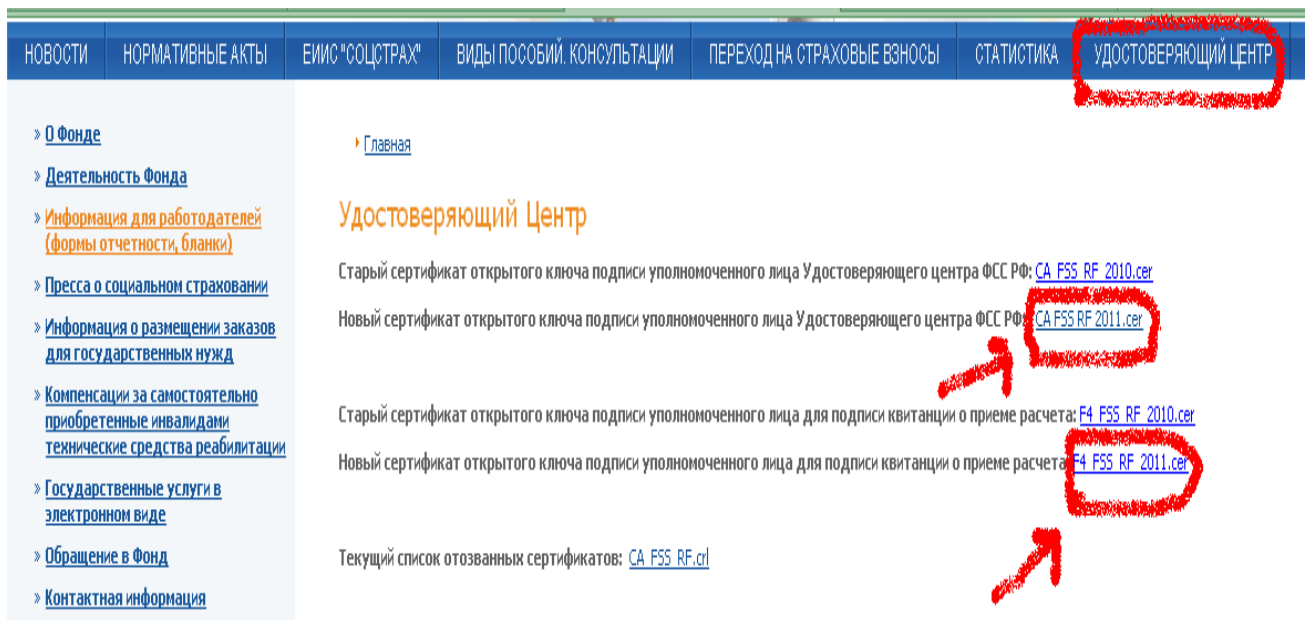 НОВОСТИ НОРМАТИВНЫЕ АКТЫ ЕИИС "СОЦСТРАХ" ВИДЫ ПОСОБИЙ. КОНСУЛЬТАЦИИ ПЕРЕХОД НА СТРАХОВЫЕ ВЗНОСЫ СТАТИСТИКА УДОСТОВЕРЯЮЩИЙ ЦЕНТР
» О Фонде
» Деятельность Фонда
» Информация для работодателей
(формы отчетности, бланки)
» Пресса о социальном страховании
» Информация о размещении заказов
для государственных нужд
» Компенсации за самостоятельно
приобретенные инвалидами
технические средства реабилитации
» Государственные услуги в
электронном виде
» Обращение в Фонд
» Контактная информация
Главная
Удостоверяющий Центр
Старый сертификат открытого ключа подписи уполномоченного лица Удостоверяющего центра ФСС РФ: CA_FSS_RF_2010.cer
Новый сертификат открытого ключа подписи уполномоченного лица Удостоверяющего центра ФСС РФ: CA FSS RF 2011.cer
Старый сертификат открытого ключа подписи уполномоченного лица для подписи квитанции о приеме расчета: F4_FSS_RF_2010.cer
Новый сертификат открытого ключа подписи уполномоченного лица для подписи квитанции о приеме расчета: F4_FSS_RF_2011.cer
Текущий список отозванных сертификатов: CA_FSS_RF.crl